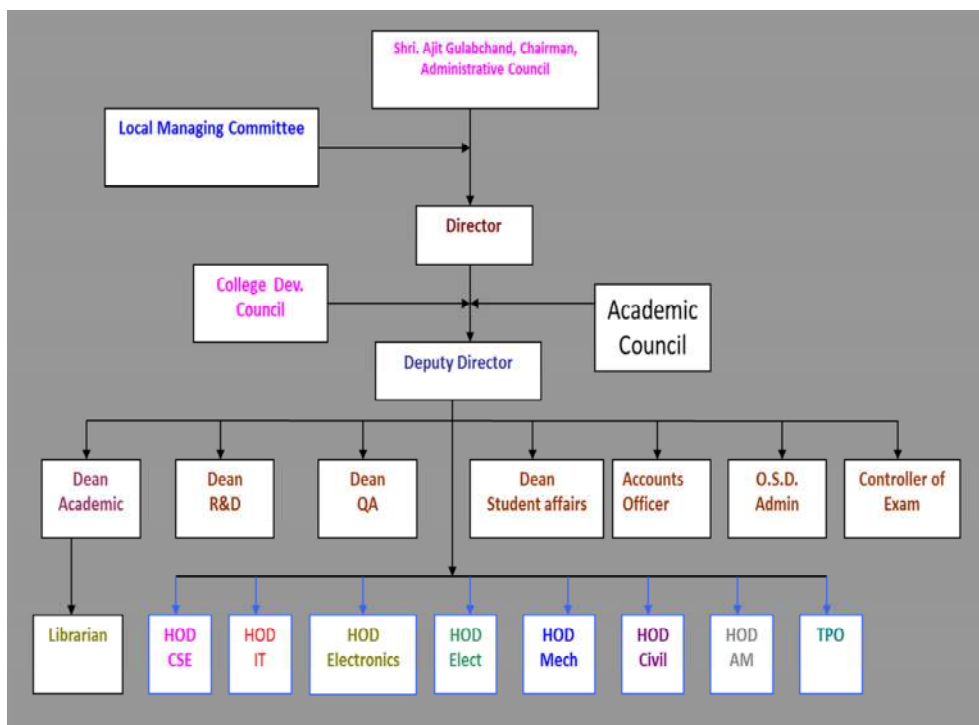 Shri. Ajit Gulabchand, Chairman,
Administrative Council
Local Managing Committee
Director
College Dev.
Council
Academic
Council
Deputy Director
Dean
Academic
Dean
R&D
Dean
QA
Dean
Student affairs
Accounts
Officer
O.S.D.
Admin
Controller of
Exam
Librarian
HOD
CSE
HOD
IT
HOD
Electronics
HOD
Elect
HOD
Mech
HOD
Civil
HOD
AM
TPO